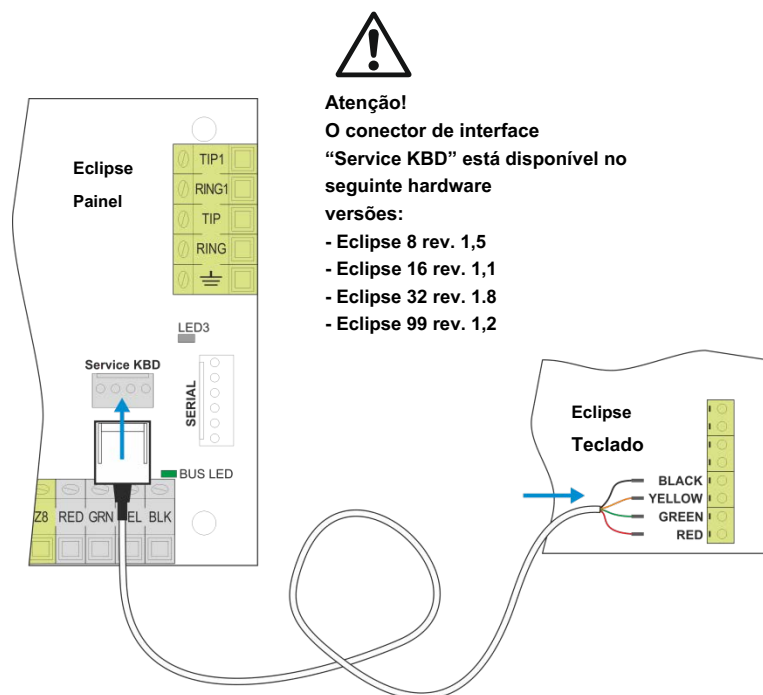 Atenção!
O conector de interface
“Service KBD” está disponível no
seguinte hardware
versões:
- Eclipse 8 rev. 1,5
- Eclipse 16 rev. 1,1
- Eclipse 32 rev. 1.8
- Eclipse 99 rev. 1,2
Eclipse
Painel
TIP1
RING1
TIP
RING
LED3
Service KBD
SERIAL
BUS LED
Z8 RED GRN EL BLK
Eclipse
Teclado
BLACK
YELLOW
GREEN
RED